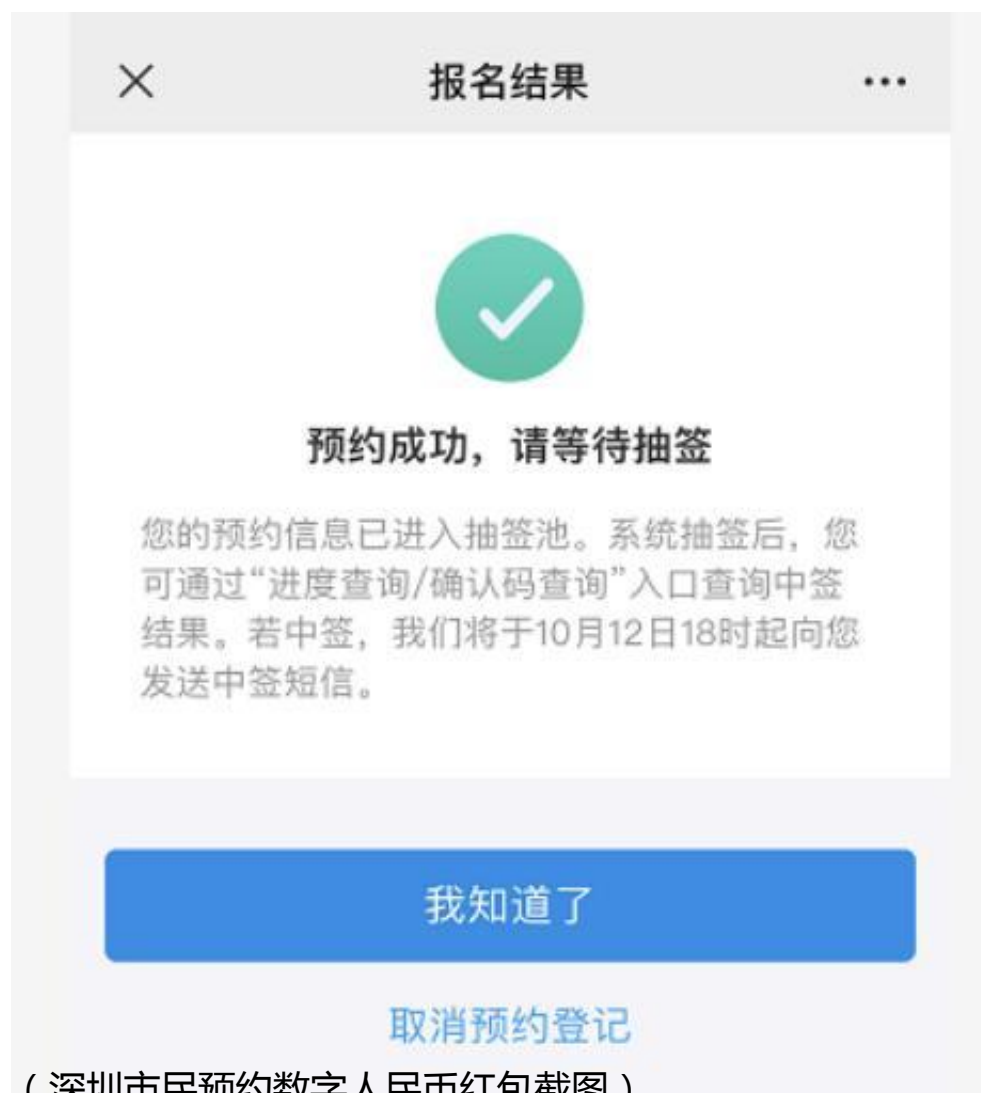 报名结果
预约成功，请等待抽签
您的预约信息已进入抽签池。系统抽签后，您
可通过“进度查询/确认码查询”入口查询中签
结果。若中签，我们将于10月12日18时起向您
发送中签短信。
我知道了
取消预约登记
（深圳市民预约数字人民币红包截图）